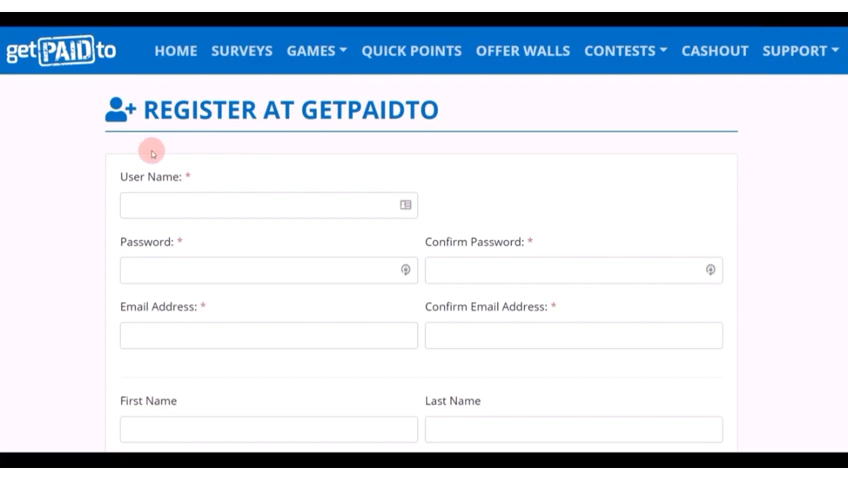 getPAIDto HOME SURVEYS GAMES QUICK POINTS OFFER WALLS CONTESTS CASHOUT SUPPORT
REGISTER AT GETPAIDTO
User Name: *
Password: * Confirm Password: *
Email Address: * Confirm Email Address: *
First Name Last Name